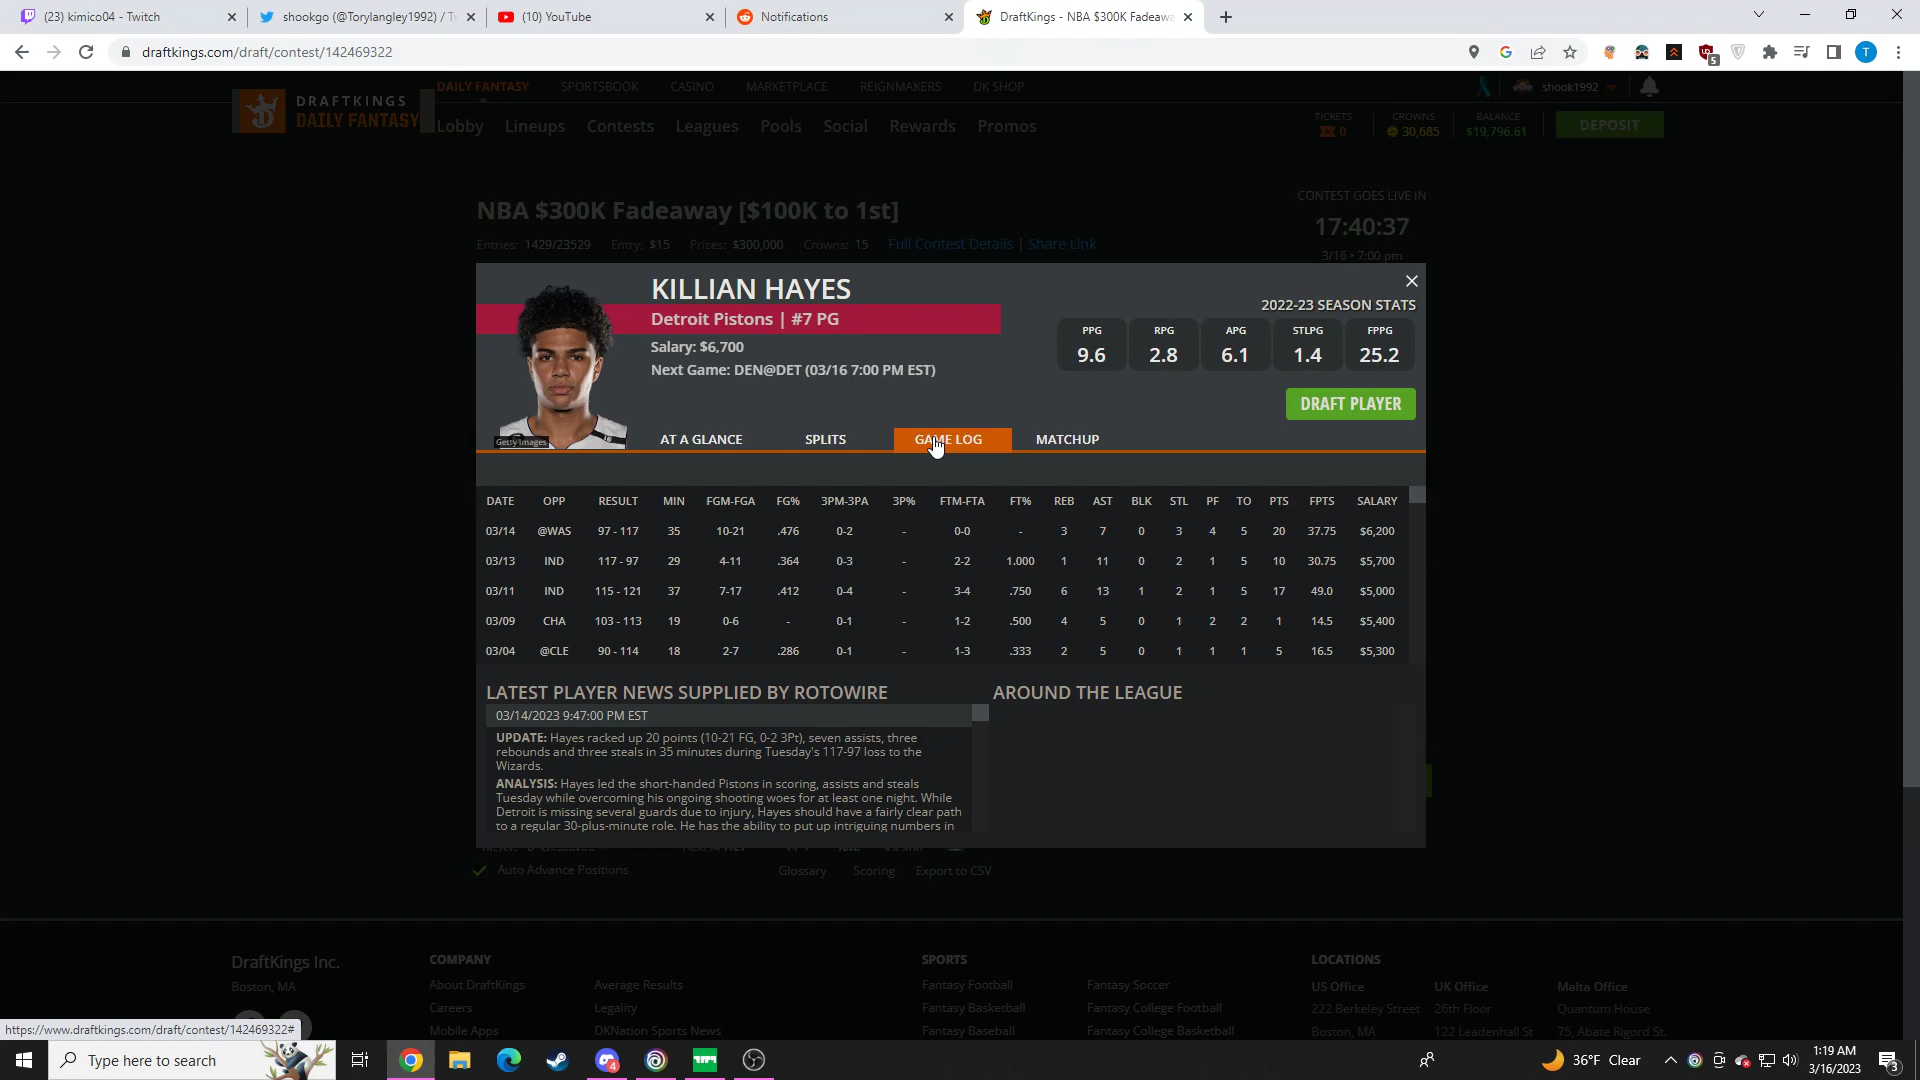 (23) kimico04 - Twitch
shookgo (@Torylangley1992) / Tw
(10) YouTube
Notifications
DraftKings - NBA $300K Fadeawa
draftkings.com/draft/contest/142469322
5
T
DRAFTKINGS
DAILY FANTASY
DAILY FANTASY SPORTSBOOK CASINO MARKETPLACE REIGNMAKERS DK SHOP
shook1992
Lobby Lineups Contests Leagues Pools Social Rewards Promos
TICKETS CROWNS BALANCE
0 30,685 $19,796.61
DEPOSIT
NBA $300K Fadeaway [$100K to 1st]
CONTEST GOES LIVE IN
17:40:37
Entries: 1429/23529 Entry: $15 Prizes: $300,000 Crowns: 15 Full Contest Details | Share Link
3/16 • 7:00 pm
KILLIAN HAYES
Detroit Pistons | #7 PG
Salary: $6,700
Next Game: DEN@DET (03/16 7:00 PM EST)
2022-23 SEASON STATS
PPG RPG APG STLPG FPPG
9.6 2.8 6.1 1.4 25.2
DRAFT PLAYER
Getty Images
AT A GLANCE SPLITS GAME LOG MATCHUP
DATE OPP RESULT MIN FGM-FGA FG% 3PM-3PA 3P% FTM-FTA FT% REB AST BLK STL PF TO PTS FPTS SALARY
03/14 @WAS 97 - 117 35 10-21 .476 0-2 - 0-0 - 3 7 0 3 4 5 20 37.75 $6,200
03/13 IND 117 - 97 29 4-11 .364 0-3 - 2-2 1.000 1 11 0 2 1 5 10 30.75 $5,700
03/11 IND 115 - 121 37 7-17 .412 0-4 - 3-4 .750 6 13 1 2 1 5 17 49.0 $5,000
03/09 CHA 103 - 113 19 0-6 - 0-1 - 1-2 .500 4 5 0 1 2 2 1 14.5 $5,400
03/04 @CLE 90 - 114 18 2-7 .286 0-1 - 1-3 .333 2 5 0 1 1 1 5 16.5 $5,300
LATEST PLAYER NEWS SUPPLIED BY ROTOWIRE
AROUND THE LEAGUE
03/14/2023 9:47:00 PM EST
UPDATE: Hayes racked up 20 points (10-21 FG, 0-2 3Pt), seven assists, three
rebounds and three steals in 35 minutes during Tuesday's 117-97 loss to the
Wizards.
ANALYSIS: Hayes led the short-handed Pistons in scoring, assists and steals
Tuesday while overcoming his ongoing shooting woes for at least one night. While
Detroit is missing several guards due to injury, Hayes should have a fairly clear path
to a regular 30-plus-minute role. He has the ability to put up intriguing numbers in
Auto Advance Positions
Glossary Scoring Export to CSV
DraftKings Inc.
Boston, MA
COMPANY
About DraftKings Average Results
Careers Legality
Mobile Apps DKNation Sports News
SPORTS
Fantasy Football Fantasy Soccer
Fantasy Basketball Fantasy College Football
Fantasy Baseball Fantasy College Basketball
LOCATIONS
US Office UK Office Malta Office
222 Berkeley Street 26th Floor Quantum House
Boston, MA 122 Leadenhall St. 75, Abate Rigord St.
https://www.draftkings.com/draft/contest/142469322#
Type here to search
4
36°F Clear
1:19 AM
3/16/2023
3